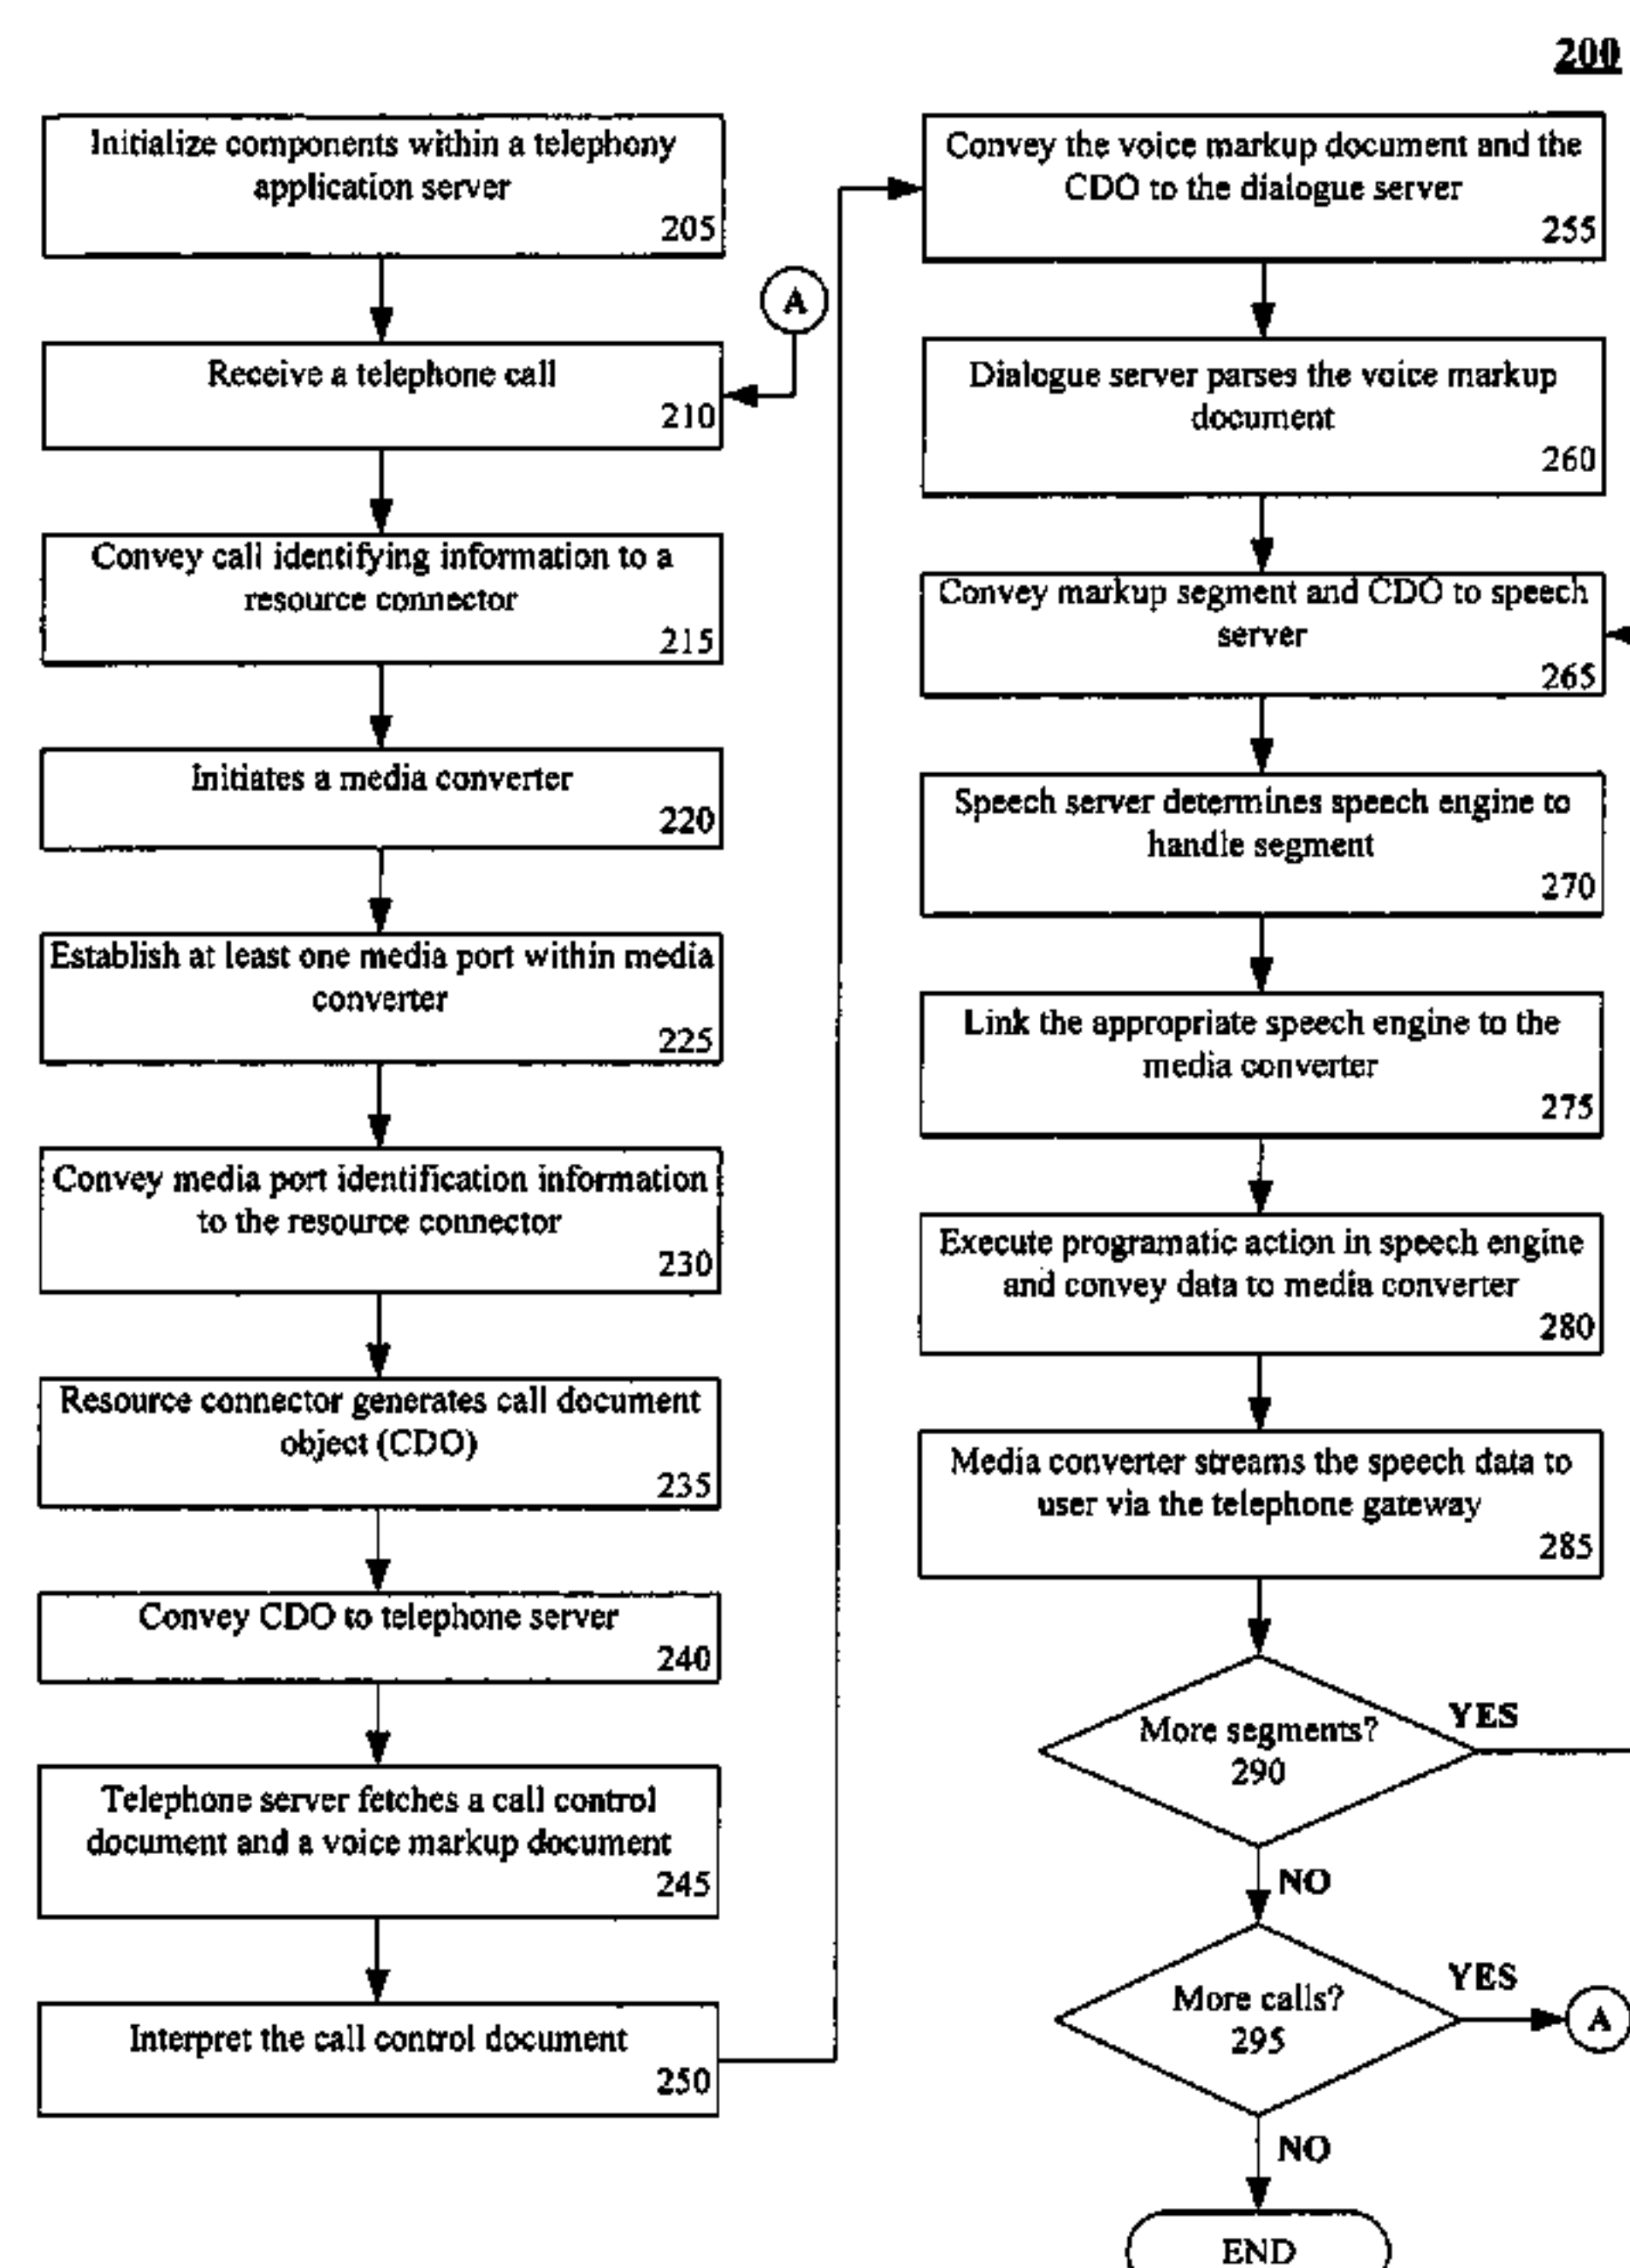 200
Initialize components within a telephony
application server
205
A
Receive a telephone call
210
Convey call identifying information to a
resource connector
215
Initiates a media converter
220
Establish at least one media port within media
converter
225
Convey media port identification information
to the resource connector
230
Resource connector generates call document
object (CDO)
235
Convey CDO to telephone server
240
Telephone server fetches a call control
document and a voice markup document
245
Interpret the call control document
250
Convey the voice markup document and the
CDO to the dialogue server
255
Dialogue server parses the voice markup
document
260
Convey markup segment and CDO to speech
server
265
Speech server determines speech engine to
handle segment
270
Link the appropriate speech engine to the
media converter
275
Execute programatic action in speech engine
and convey data to media converter
280
Media converter streams the speech data to
user via the telephone gateway
285
More segments?
290
YES
NO
More calls?
295
YES
A
NO
END